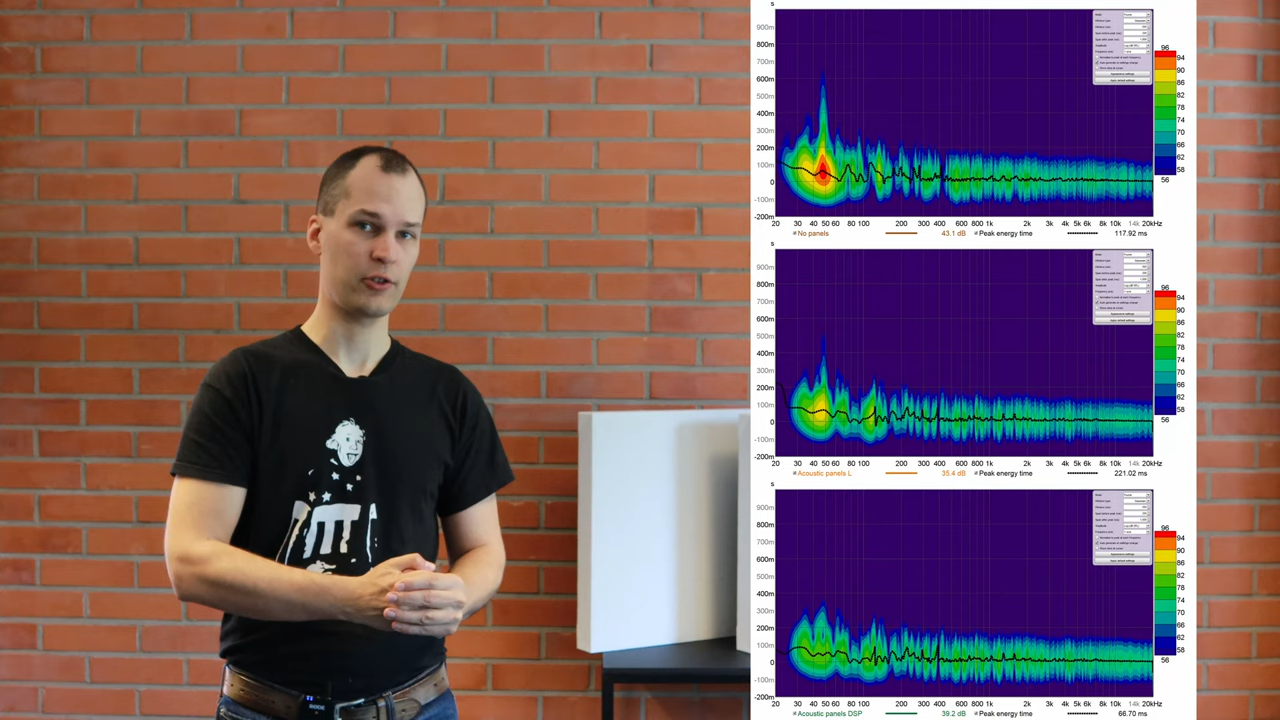 s
900m
800m
700m
600m
500m
400m
300m
200m
100m
0
-100m
-200m
20 30 40 50 60 80 100 200 300 400 600 800 1k 2k 3k 4k 5k 6k 8k 10k 14k 20kHz
96
94
90
86
82
78
74
70
66
62
58
56
No panels 43.1 dB Peak energy time 117.92 ms
s
900m
800m
700m
600m
500m
400m
300m
200m
100m
0
-100m
-200m
20 30 40 50 60 80 100 200 300 400 600 800 1k 2k 3k 4k 5k 6k 8k 10k 14k 20kHz
96
94
90
86
82
78
74
70
66
62
58
56
Acoustic panels L 35.4 dB Peak energy time 221.02 ms
s
900m
800m
700m
600m
500m
400m
300m
200m
100m
0
-100m
-200m
20 30 40 50 60 80 100 200 300 400 600 800 1k 2k 3k 4k 5k 6k 8k 10k 14k 20kHz
96
94
90
86
82
78
74
70
66
62
58
56
Acoustic panels DSP 39.2 dB Peak energy time 66.70 ms